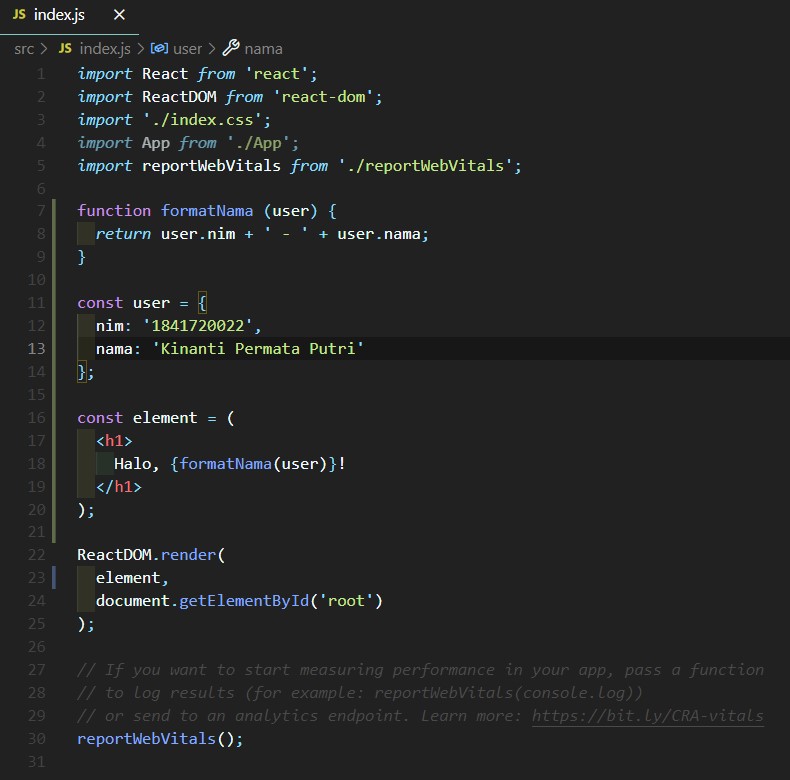 JS index.js ×
src > JS index.js > user > nama
1 import React from 'react';
2 import ReactDOM from 'react-dom';
3 import './index.css';
4 import App from './App';
5 import reportWebVitals from './reportWebVitals';
6
7 function formatNama (user) {
8   return user.nim + ' - ' + user.nama;
9 }
10
11 const user = {
12   nim: '1841720022',
13   nama: 'Kinanti Permata Putri'
14 };
15
16 const element = (
17   <h1>
18     Halo, {formatNama(user)}!
19   </h1>
20 );
21
22 ReactDOM.render(
23   element,
24   document.getElementById('root')
25 );
26
27 // If you want to start measuring performance in your app, pass a function
28 // to log results (for example: reportWebVitals(console.log))
29 // or send to an analytics endpoint. Learn more: https://bit.ly/CRA-vitals
30 reportWebVitals();
31